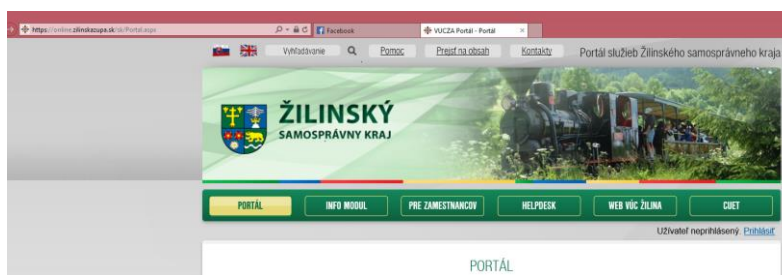 https://online.zilinskazupa.sk/sk/Portal.aspx Facebook VUCZA Portál - Portál
Vyhľadávanie Pomoc Prejsť na obsah Kontakty Portál služieb Žilinského samosprávneho kraja
ŽILINSKÝ
SAMOSPRÁVNY KRAJ
PORTÁL INFO MODUL PRE ZAMESTNANCOV HELPDESK WEB VÚC ŽILINA CUET
Užívateľ neprihlásený. Prihlásiť
PORTÁL